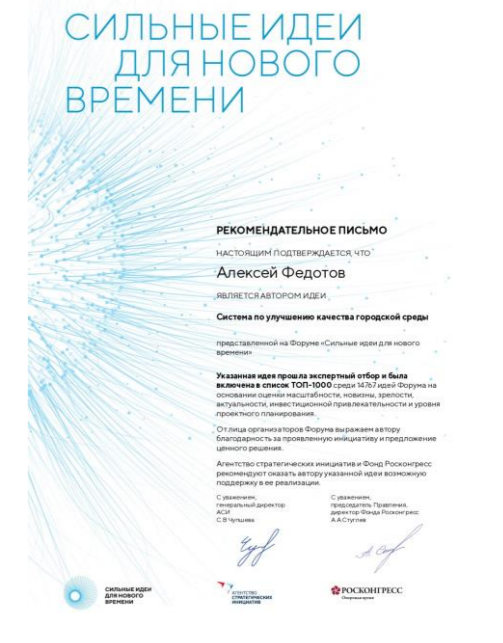 СИЛЬНЫЕ ИДЕИ
ДЛЯ НОВОГО
ВРЕМЕНИ
РЕКОМЕНДАТЕЛЬНОЕ ПИСЬМО
НАСТОЯЩИМ ПОДТВЕРЖДАЕТСЯ, ЧТО
Алексей Федотов
ЯВЛЯЕТСЯ АВТОРОМ ИДЕИ
Система по улучшению качества городской среды
представленной на Форуме «Сильные идеи для нового
времени»
Указанная идея прошла экспертный отбор и была
включена в список ТОП-1000 среди 14767 идей Форума на
основании оценки масштабности, новизны, зрелости,
актуальности, инвестиционной привлекательности и уровня
проектного планирования.
От лица организаторов Форума выражаем автору
благодарность за проявленную инициативу и предложение
ценного решения.
Агентство стратегических инициатив и Фонд Росконгресс
рекомендуют оказать автору указанной идеи возможную
поддержку в ее реализации.
С уважением,
генеральный директор
АСИ
С.В.Чупшева
С уважением,
председатель Правления,
директор Фонда Росконгресс
А.А.Стуглев
СИЛЬНЫЕ ИДЕИ
ДЛЯ НОВОГО
ВРЕМЕНИ
АГЕНТСТВО
СТРАТЕГИЧЕСКИХ
ИНИЦИАТИВ
РОСКОНГРЕСС